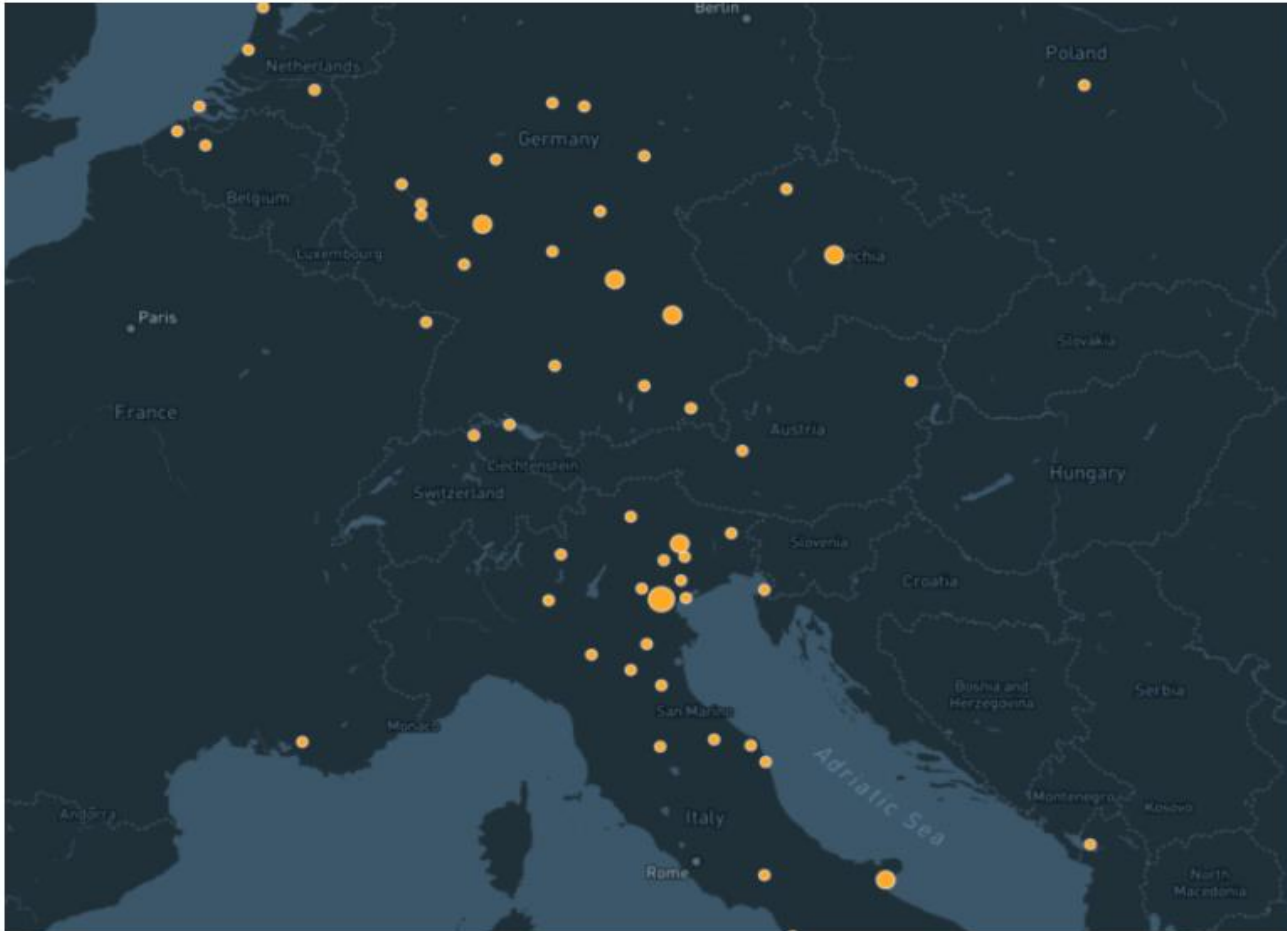 Berlin
Poland
Netherlands
Germany
Belgium
Luxembourg
echia
Paris
Slovakia
France
Austria
Liechtenstein
Hungary
Switzerland
Slovenia
Croatia
Bosnia and
Herzegovina
Serbia
San Marino
Monaco
Adriatic Sea
Montenegro
Kosovo
Andorra
Italy
Rome
North
Macedonia